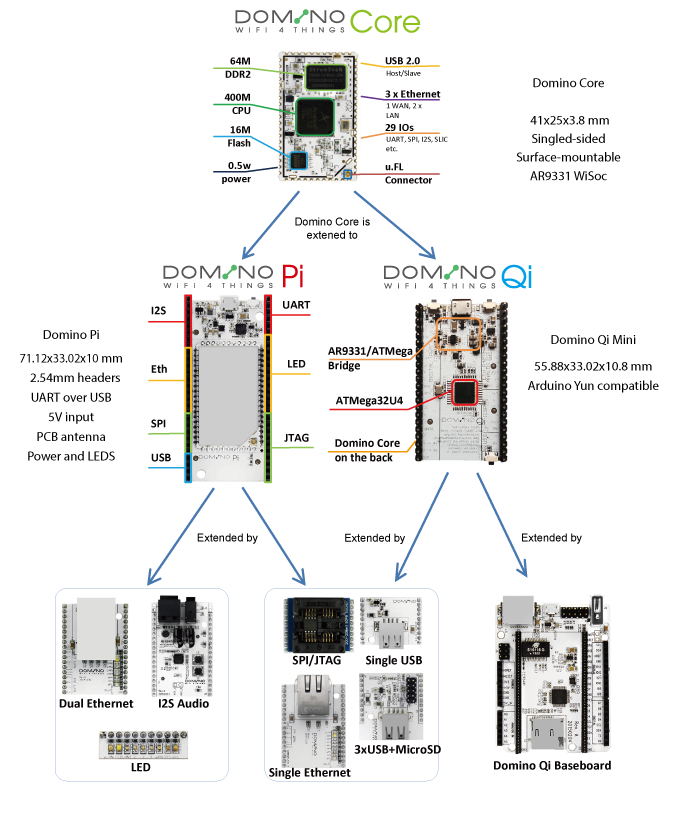 DOMINO Core
WIFI 4 THINGS
64M
DDR2
400M
CPU
16M
Flash
0.5w
power
USB 2.0
Host/Slave
3 x Ethernet
1 WAN, 2 x
LAN
29 IOs
UART, SPI, I2S, SLIC
etc.
u.FL
Connector
Domino Core
41x25x3.8 mm
Singled-sided
Surface-mountable
AR9331 WiSoc
Domino Core is
extened to
DOMINO Pi
WIFI 4 THINGS
DOMINO Qi
WIFI 4 THINGS
Domino Pi
71.12x33.02x10 mm
2.54mm headers
UART over USB
5V input
PCB antenna
Power and LEDS
I2S
Eth
SPI
USB
UART
LED
JTAG
DOMINO Pi
AR9331/ATMega
Bridge
ATMega32U4
Domino Core
on the back
DOMINO
Domino Qi Mini
55.88x33.02x10.8 mm
Arduino Yun compatible
Extended by
Extended by
Extended by
Dual Ethernet
I2S Audio
LED
SPI/JTAG
Single USB
Single Ethernet
3xUSB+MicroSD
Domino Qi Baseboard